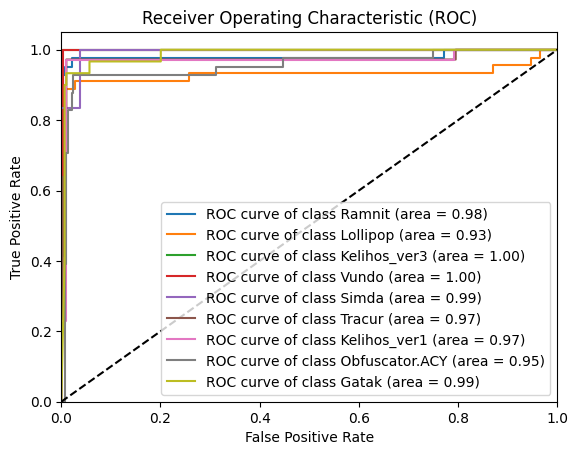 Receiver Operating Characteristic (ROC)
1.0
0.8
0.6
0.4
0.2
0.0
True Positive Rate
ROC curve of class Ramnit (area = 0.98)
ROC curve of class Lollipop (area = 0.93)
ROC curve of class Kelihos_ver3 (area = 1.00)
ROC curve of class Vundo (area = 1.00)
ROC curve of class Simda (area = 0.99)
ROC curve of class Tracur (area = 0.97)
ROC curve of class Kelihos_ver1 (area = 0.97)
ROC curve of class Obfuscator.ACY (area = 0.95)
ROC curve of class Gatak (area = 0.99)
0.0 0.2 0.4 0.6 0.8 1.0
False Positive Rate